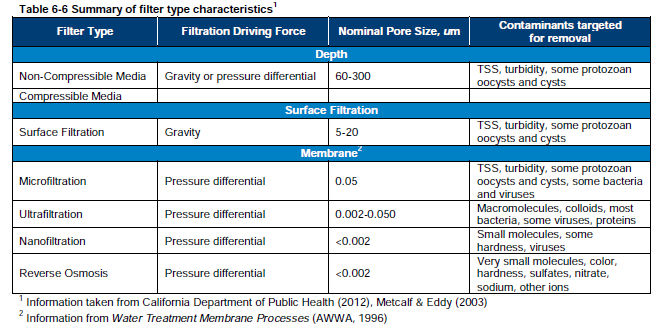 Table 6-6 Summary of filter type characteristics1
Filter Type Filtration Driving Force Nominal Pore Size, um Contaminants targeted for removal
Depth
Non-Compressible Media Gravity or pressure differential 60-300 TSS, turbidity, some protozoan
oocysts and cysts
Compressible Media
Surface Filtration
Surface Filtration Gravity 5-20 TSS, turbidity, some protozoan
oocysts and cysts
Membrane2
Microfiltration Pressure differential 0.05 TSS, turbidity, some protozoan
oocysts and cysts, some bacteria
and viruses
Ultrafiltration Pressure differential 0.002-0.050 Macromolecules, colloids, most
bacteria, some viruses, proteins
Nanofiltration Pressure differential <0.002 Small molecules, some
hardness, viruses
Reverse Osmosis Pressure differential <0.002 Very small molecules, color,
hardness, sulfates, nitrate,
sodium, other ions
1 Information taken from California Department of Public Health (2012), Metcalf & Eddy (2003)
2 Information from Water Treatment Membrane Processes (AWWA, 1996)